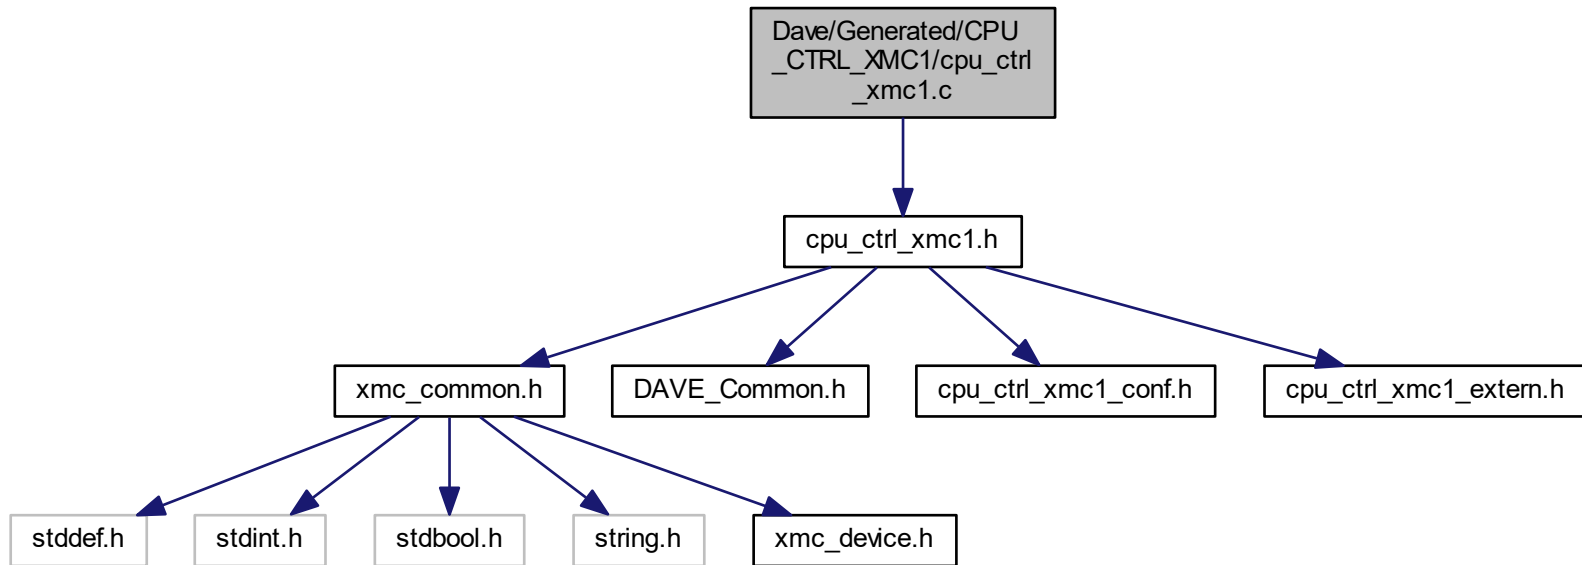 Dave/Generated/CPU
_CTRL_XMC1/cpu_ctrl
_xmc1.c
cpu_ctrl_xmc1.h
xmc_common.h
DAVE_Common.h
cpu_ctrl_xmc1_conf.h
cpu_ctrl_xmc1_extern.h
stddef.h
stdint.h
stdbool.h
string.h
xmc_device.h